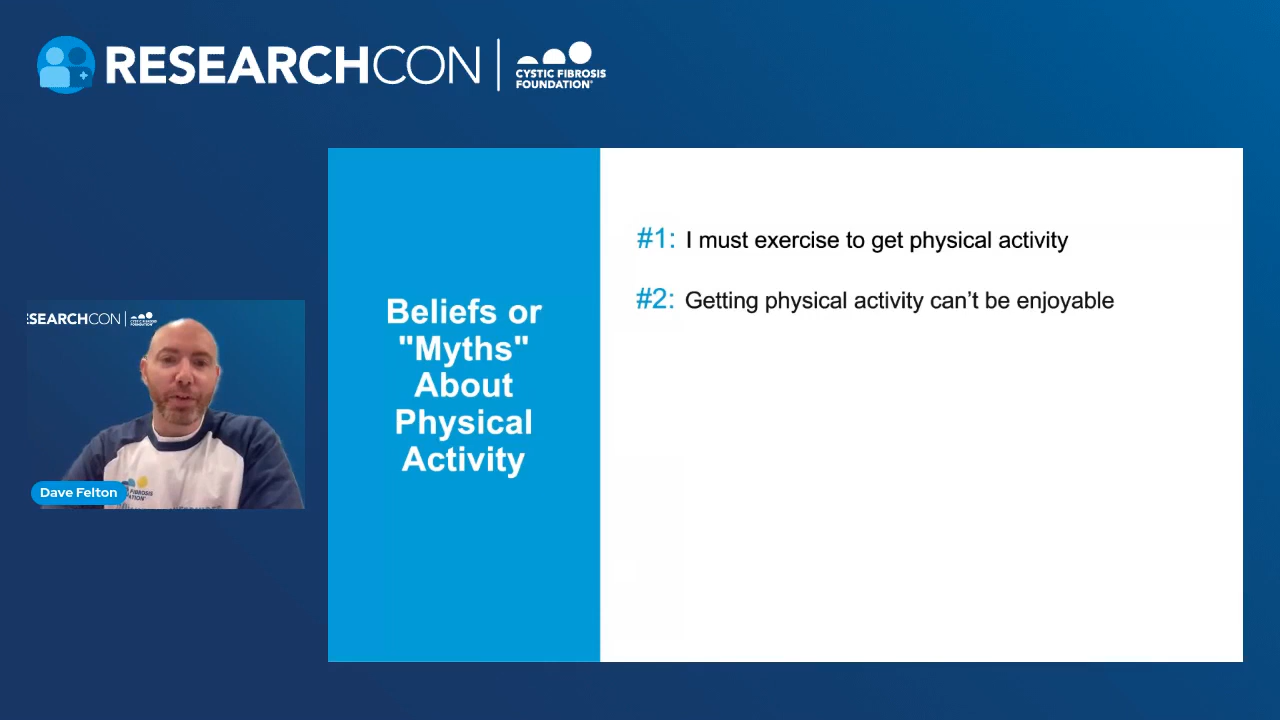 RESEARCHCON
CYSTIC FIBROSIS
FOUNDATION®
Beliefs or
"Myths"
About
Physical
Activity
#1: I must exercise to get physical activity
#2: Getting physical activity can’t be enjoyable
SEARCHCON
Dave Felton